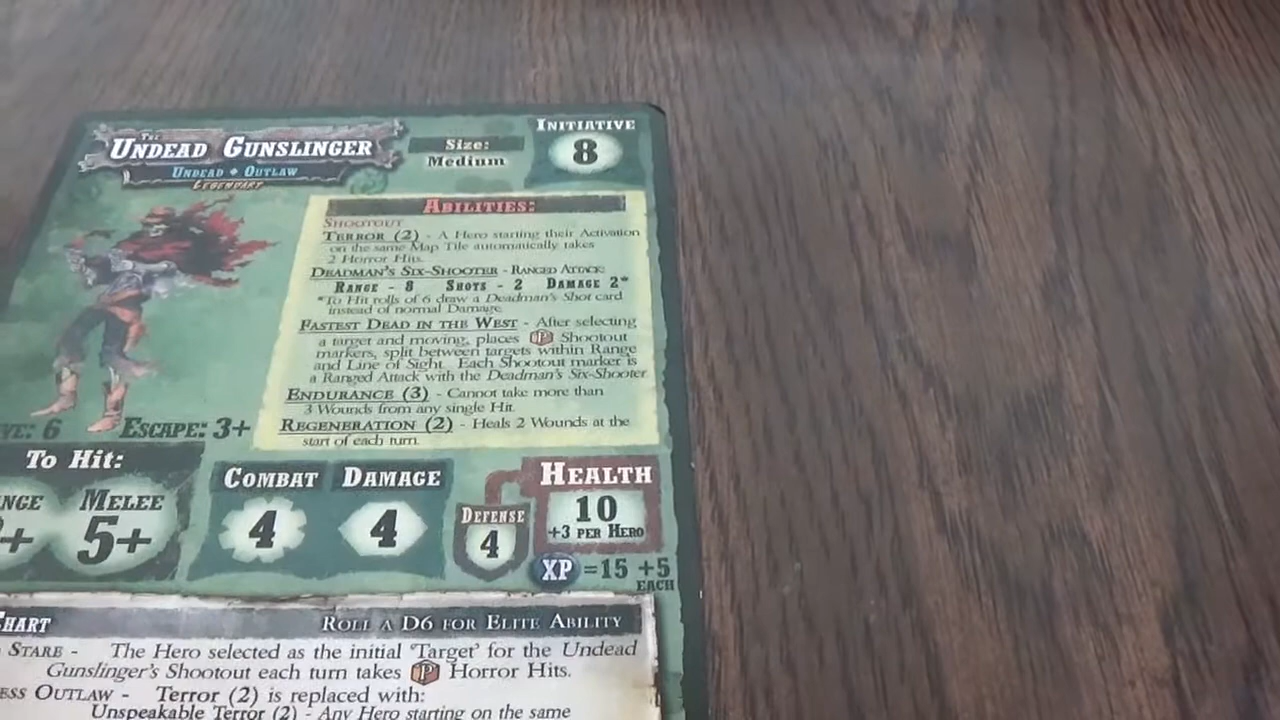 THE
UNDEAD GUNSLINGER
UNDEAD ◆ OUTLAW
LEGENDARY
SIZE:
MEDIUM
INITIATIVE
8
ABILITIES:
SHOOTOUT
TERROR (2) - A Hero starting their Activation
on the same Map Tile automatically takes
2 Horror Hits.
DEADMAN'S SIX-SHOOTER - RANGED ATTACK
RANGE - 8 SHOTS - 2 DAMAGE 2*
*To Hit rolls of 6 draw a Deadman's Shot card
instead of normal Damage.
FASTEST DEAD IN THE WEST - After selecting
a target and moving, places P Shootout
markers, split between targets within Range
and Line of Sight. Each Shootout marker is
a Ranged Attack with the Deadman's Six-Shooter
ENDURANCE (3) - Cannot take more than
3 Wounds from any single Hit.
REGENERATION (2) - Heals 2 Wounds at the
start of each turn.
VE: 6 ESCAPE: 3+
TO HIT:
NGE MELEE
+ 5+
COMBAT DAMAGE
4 4
DEFENSE
4
HEALTH
10
+3 PER HERO
XP =15 +5
EACH
CHART ROLL A D6 FOR ELITE ABILITY
STARE - The Hero selected as the initial 'Target' for the Undead
Gunslinger's Shootout each turn takes P Horror Hits.
ESS OUTLAW - Terror (2) is replaced with:
Unspeakable Terror (2) - Any Hero starting on the same